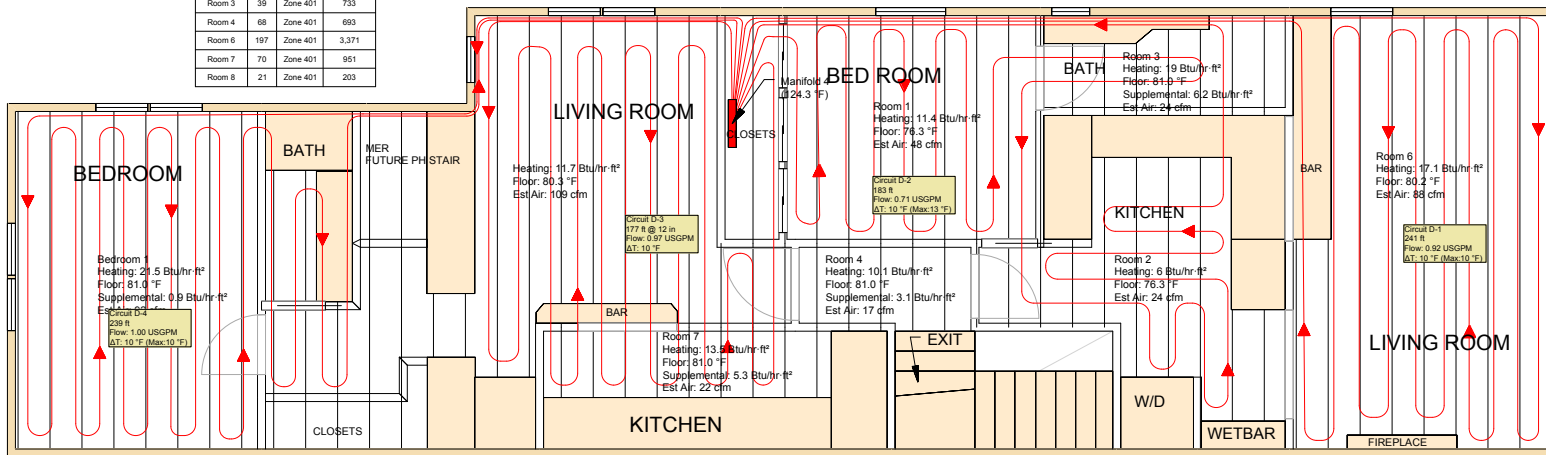 Room 3 39 Zone 401 733
Room 4 68 Zone 401 693
Room 6 197 Zone 401 3,371
Room 7 70 Zone 401 951
Room 8 21 Zone 401 203
BEDROOM
Bedroom 1
Heating: 21.5 Btu/hr·ft²
Floor: 81.0 °F
Supplemental: 0.9 Btu/hr·ft²
Circuit D-4
239 ft
Flow: 1.00 USGPM
ΔT: 10 °F (Max:10 °F)
BATH
MER
FUTURE PH STAIR
CLOSETS
LIVING ROOM
Heating: 11.7 Btu/hr·ft²
Floor: 80.3 °F
Est Air: 109 cfm
Circuit D-3
177 ft @ 12 in
Flow: 0.97 USGPM
ΔT: 10 °F
BAR
Room 7
Heating: 13.5 Btu/hr·ft²
Floor: 81.0 °F
Supplemental: 5.3 Btu/hr·ft²
Est Air: 22 cfm
KITCHEN
Manifold
(124.3 °F)
CLOSETS
BED ROOM
Room 1
Heating: 11.4 Btu/hr·ft²
Floor: 76.3 °F
Est Air: 48 cfm
Circuit D-2
183 ft
Flow: 0.71 USGPM
ΔT: 10 °F (Max:13 °F)
Room 4
Heating: 10.1 Btu/hr·ft²
Floor: 81.0 °F
Supplemental: 3.1 Btu/hr·ft²
Est Air: 17 cfm
EXIT
BATH
Room 3
Heating: 19 Btu/hr·ft²
Floor: 81.0 °F
Supplemental: 6.2 Btu/hr·ft²
Est Air: 24 cfm
KITCHEN
Room 2
Heating: 6 Btu/hr·ft²
Floor: 76.3 °F
Est Air: 24 cfm
W/D
WETBAR
BAR
Room 6
Heating: 17.1 Btu/hr·ft²
Floor: 80.2 °F
Est Air: 88 cfm
Circuit D-1
241 ft
Flow: 0.92 USGPM
ΔT: 10 °F (Max:10 °F)
LIVING ROOM
FIREPLACE